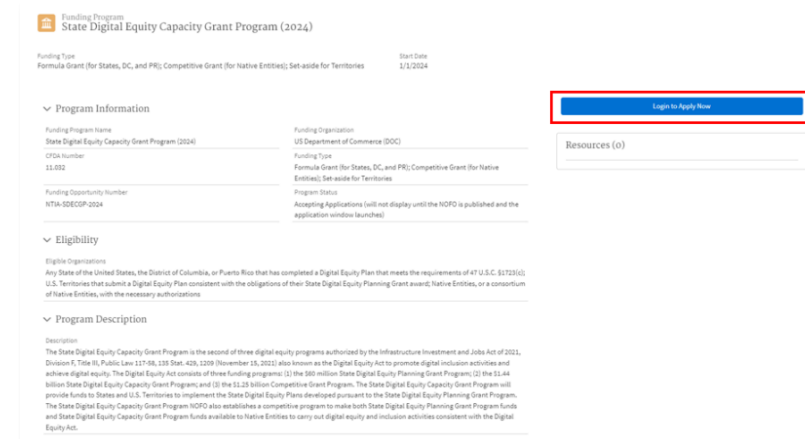 Funding Program
State Digital Equity Capacity Grant Program (2024)
Funding Type
Formula Grant (for States, DC, and PR); Competitive Grant (for Native Entities); Set-aside for Territories
Start Date
1/1/2024
Login to Apply Now
Resources (0)
Program Information
Funding Program Name
State Digital Equity Capacity Grant Program (2024)
Funding Organization
US Department of Commerce (DOC)
CFDA Number
11.032
Funding Type
Formula Grant (for States, DC, and PR); Competitive Grant (for Native
Entities); Set-aside for Territories
Funding Opportunity Number
NTIA-SDECGP-2024
Program Status
Accepting Applications (will not display until the NOFO is published and the
application window launches)
Eligibility
Eligible Organizations
Any State of the United States, the District of Columbia, or Puerto Rico that has completed a Digital Equity Plan that meets the requirements of 47 U.S.C. §1723(c);
U.S. Territories that submit a Digital Equity Plan consistent with the obligations of their State Digital Equity Planning Grant award; Native Entities, or a consortium
of Native Entities, with the necessary authorizations
Program Description
Description
The State Digital Equity Capacity Grant Program is the second of three digital equity programs authorized by the Infrastructure Investment and Jobs Act of 2021,
Division F, Title III, Public Law 117-58, 135 Stat. 429, 1209 (November 15, 2021) also known as the Digital Equity Act to promote digital inclusion activities and
achieve digital equity. The Digital Equity Act consists of three funding programs: (1) the $60 million State Digital Equity Planning Grant Program; (2) the $1.44
billion State Digital Equity Capacity Grant Program; and (3) the $1.25 billion Competitive Grant Program. The State Digital Equity Capacity Grant Program will
provide funds to States and U.S. Territories to implement the State Digital Equity Plans developed pursuant to the State Digital Equity Planning Grant Program.
The State Digital Equity Capacity Grant Program NOFO also establishes a competitive program to make both State Digital Equity Planning Grant Program funds
and State Digital Equity Capacity Grant Program funds available to Native Entities to carry out digital equity and inclusion activities consistent with the Digital
Equity Act.